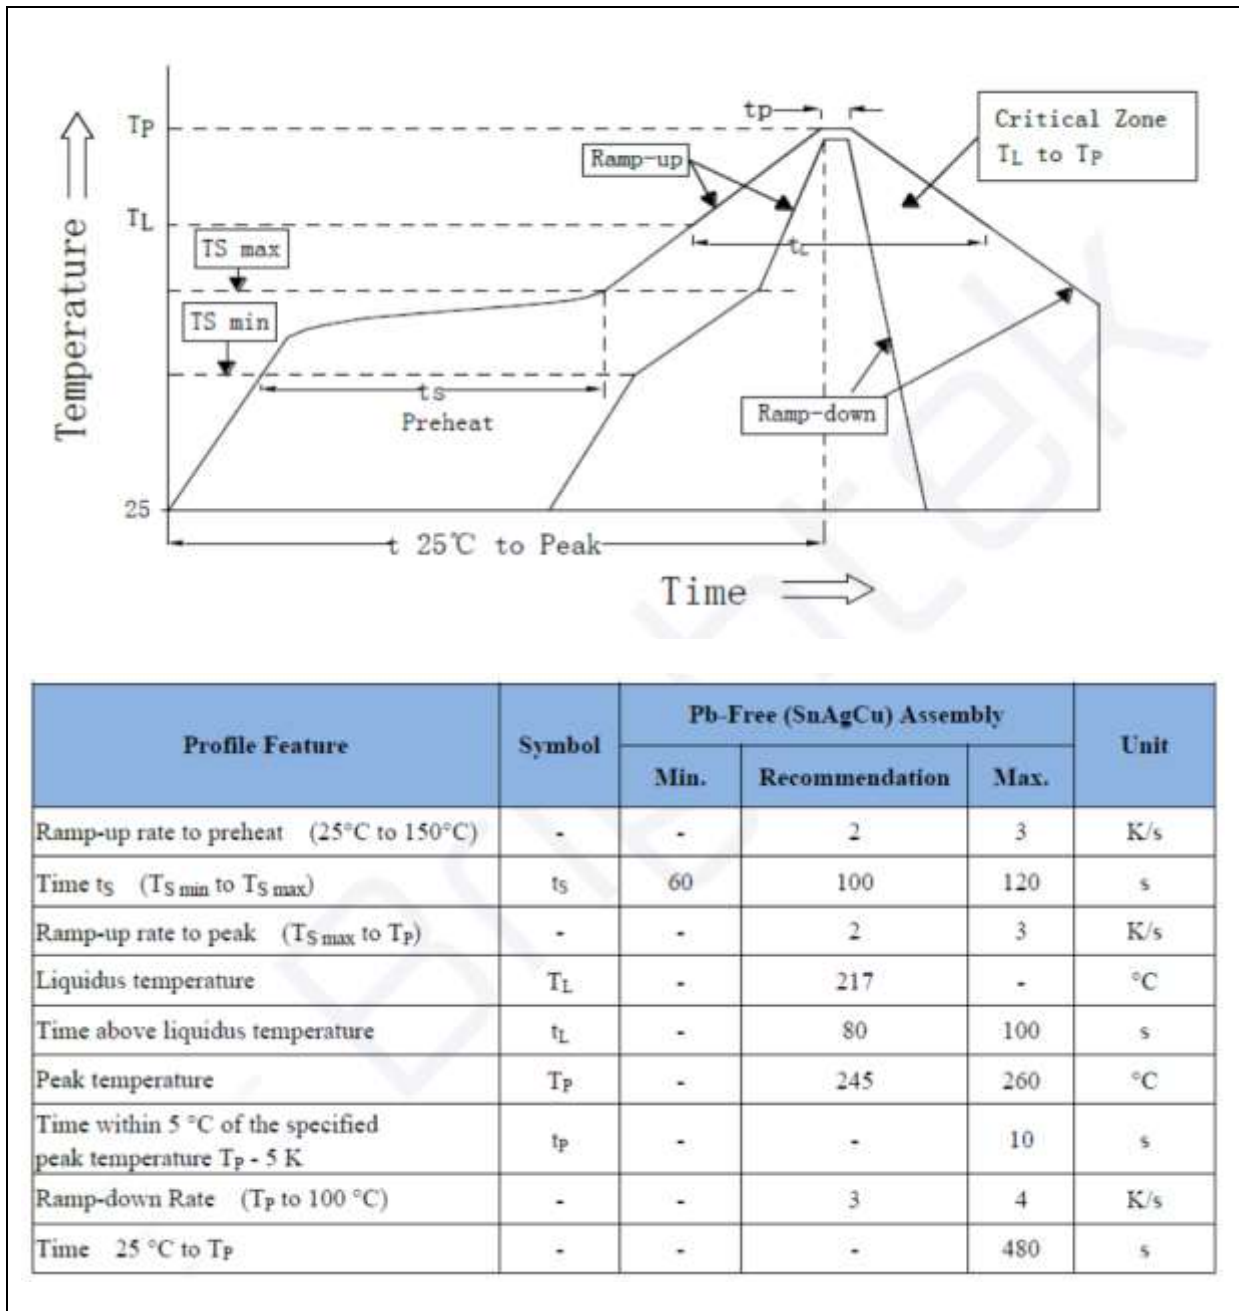 tP
Critical Zone
TL to TP
TP
Ramp-up
TL
TS max
tL
TS min
Temperature
ts
Preheat
Ramp-down
25
t 25℃ to Peak
Time
Profile Feature Symbol Pb-Free (SnAgCu) Assembly Unit
Min. Recommendation Max.
Ramp-up rate to preheat (25°C to 150°C) - - 2 3 K/s
Time tS (TS min to TS max) tS 60 100 120 s
Ramp-up rate to peak (TS max to TP) - - 2 3 K/s
Liquidus temperature TL - 217 - °C
Time above liquidus temperature tL - 80 100 s
Peak temperature TP - 245 260 °C
Time within 5 °C of the specified
peak temperature TP - 5 K tP - - 10 s
Ramp-down Rate (TP to 100 °C) - - 3 4 K/s
Time 25 °C to TP - - - 480 s